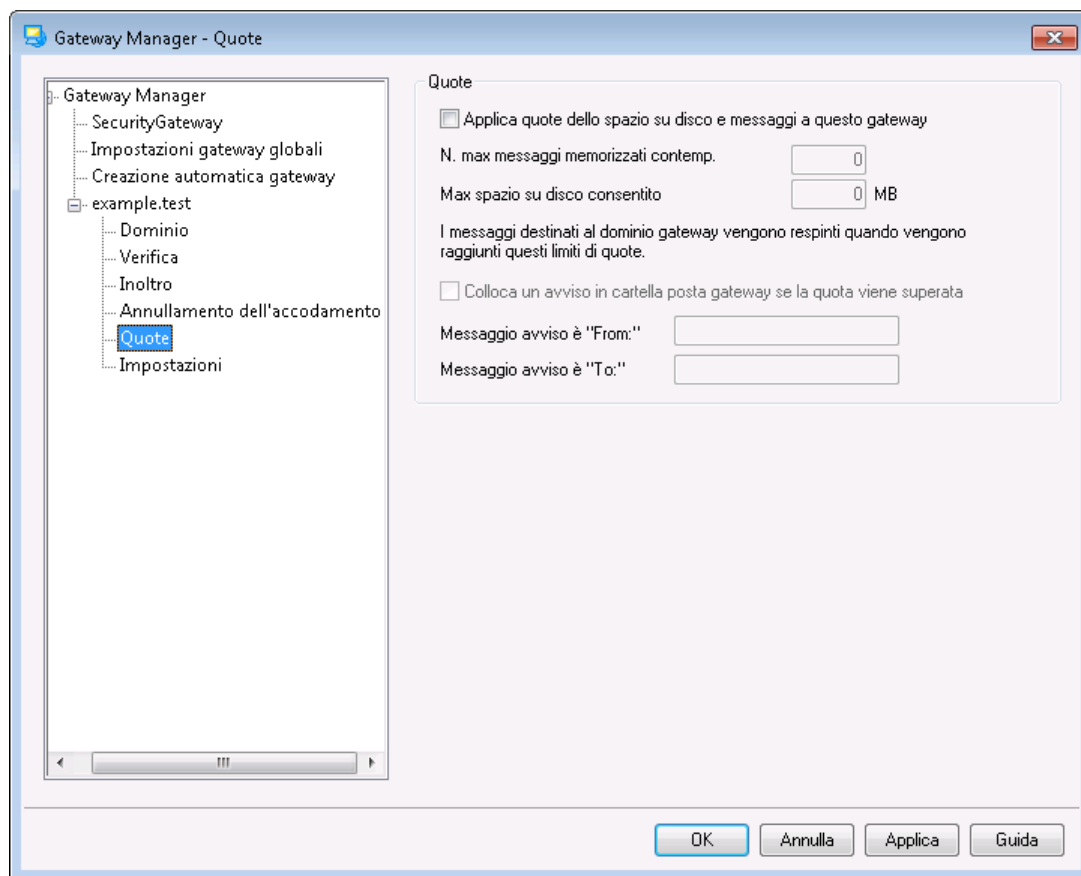 Gateway Manager - Quote
Gateway Manager
SecurityGateway
Impostazioni gateway globali
Creazione automatica gateway
example.test
Dominio
Verifica
Inoltro
Annullamento dell'accodamento
Quote
Impostazioni
Quote
Applica quote dello spazio su disco e messaggi a questo gateway
N. max messaggi memorizzati contemp.
0
Max spazio su disco consentito
0 MB
I messaggi destinati al dominio gateway vengono respinti quando vengono
raggiunti questi limiti di quote.
Colloca un avviso in cartella posta gateway se la quota viene superata
Messaggio avviso è "From:"
Messaggio avviso è "To:"
OK
Annulla
Applica
Guida